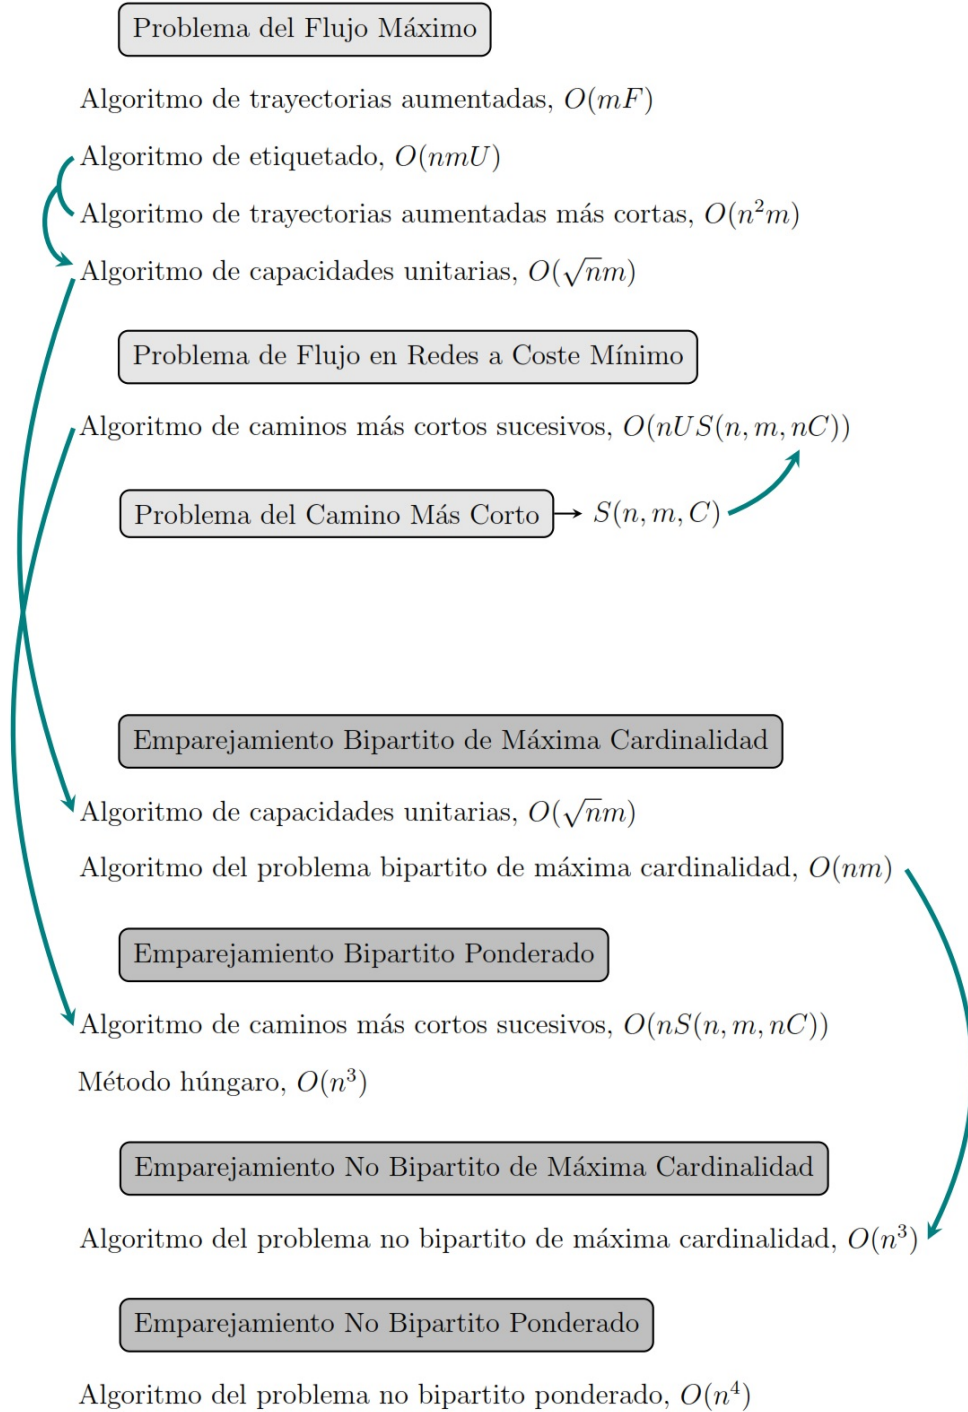 Problema del Flujo Máximo
Algoritmo de trayectorias aumentadas, O(mF)
Algoritmo de etiquetado, O(nmU)
Algoritmo de trayectorias aumentadas más cortas, O(n²m)
Algoritmo de capacidades unitarias, O(√nm)
Problema de Flujo en Redes a Coste Mínimo
Algoritmo de caminos más cortos sucesivos, O(nUS(n, m, nC))
Problema del Camino Más Corto → S(n, m, C)
Emparejamiento Bipartito de Máxima Cardinalidad
Algoritmo de capacidades unitarias, O(√nm)
Algoritmo del problema bipartito de máxima cardinalidad, O(nm)
Emparejamiento Bipartito Ponderado
Algoritmo de caminos más cortos sucesivos, O(nS(n, m, nC))
Método húngaro, O(n³)
Emparejamiento No Bipartito de Máxima Cardinalidad
Algoritmo del problema no bipartito de máxima cardinalidad, O(n³)
Emparejamiento No Bipartito Ponderado
Algoritmo del problema no bipartito ponderado, O(n⁴)